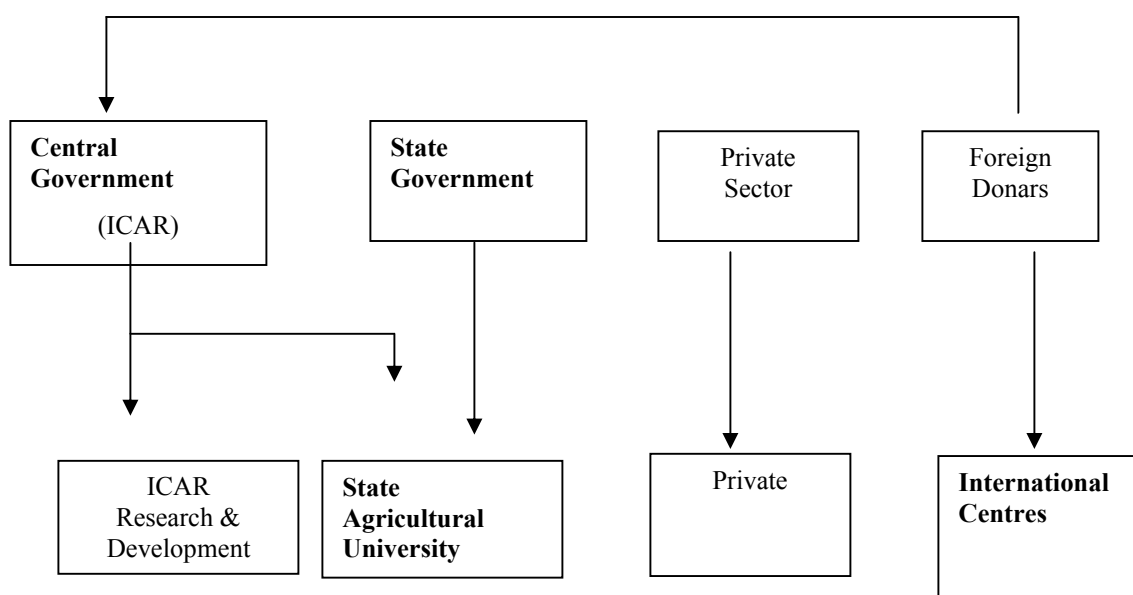 Central
Government
(ICAR)
State
Government
Private
Sector
Foreign
Donars
ICAR
Research &
Development
State
Agricultural
University
Private
International
Centres